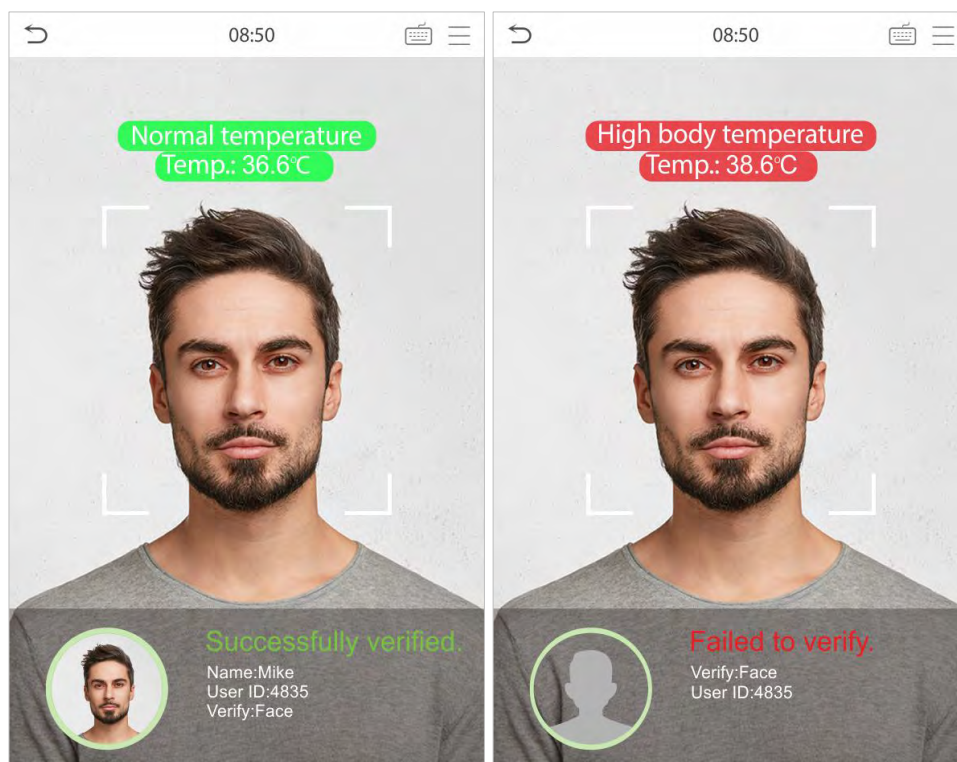 08:50
Normal temperature
Temp.: 36.6°C
Successfully verified.
Name:Mike
User ID:4835
Verify:Face
08:50
High body temperature
Temp.: 38.6°C
Failed to verify.
Verify:Face
User ID:4835